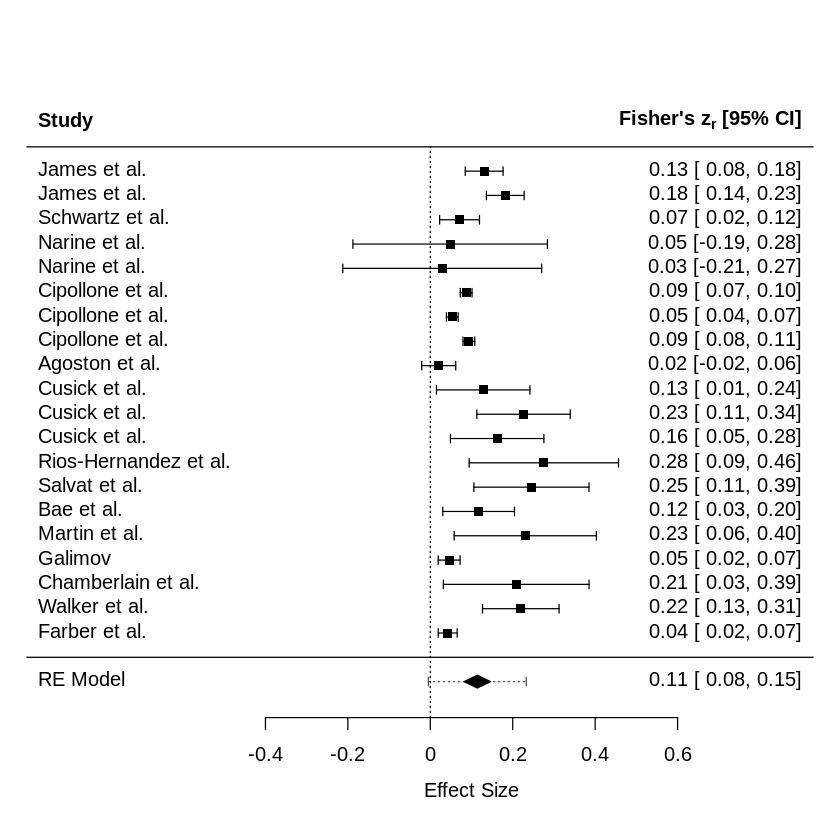 Study Fisher's zr [95% CI]
James et al. 0.13 [ 0.08, 0.18]
James et al. 0.18 [ 0.14, 0.23]
Schwartz et al. 0.07 [ 0.02, 0.12]
Narine et al. 0.05 [-0.19, 0.28]
Narine et al. 0.03 [-0.21, 0.27]
Cipollone et al. 0.09 [ 0.07, 0.10]
Cipollone et al. 0.05 [ 0.04, 0.07]
Cipollone et al. 0.09 [ 0.08, 0.11]
Agoston et al. 0.02 [-0.02, 0.06]
Cusick et al. 0.13 [ 0.01, 0.24]
Cusick et al. 0.23 [ 0.11, 0.34]
Cusick et al. 0.16 [ 0.05, 0.28]
Rios-Hernandez et al. 0.28 [ 0.09, 0.46]
Salvat et al. 0.25 [ 0.11, 0.39]
Bae et al. 0.12 [ 0.03, 0.20]
Martin et al. 0.23 [ 0.06, 0.40]
Galimov 0.05 [ 0.02, 0.07]
Chamberlain et al. 0.21 [ 0.03, 0.39]
Walker et al. 0.22 [ 0.13, 0.31]
Farber et al. 0.04 [ 0.02, 0.07]
RE Model 0.11 [ 0.08, 0.15]
-0.4 -0.2 0 0.2 0.4 0.6
Effect Size